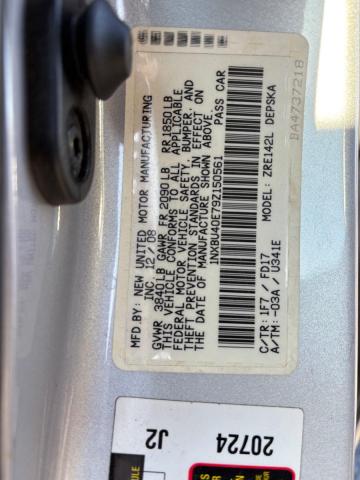 MFD.BY: NEW UNITED MOTOR MANUFACTURING
INC. 12/08
GVWR 3840LB GAWR FR 2090LB RR 1850LB
THIS VEHICLE CONFORMS TO ALL APPLICABLE
FEDERAL MOTOR VEHICLE SAFETY, BUMPER, AND
THEFT PREVENTION STANDARDS IN EFFECT ON
THE DATE OF MANUFACTURE SHOWN ABOVE.
1NXBU40E79Z150561 PASS CAR
C/TR: 1F7 / FD17 MODEL: ZRE142L DEPSKA
A/TM: -03A / U341E
BA4737218
20724
J2